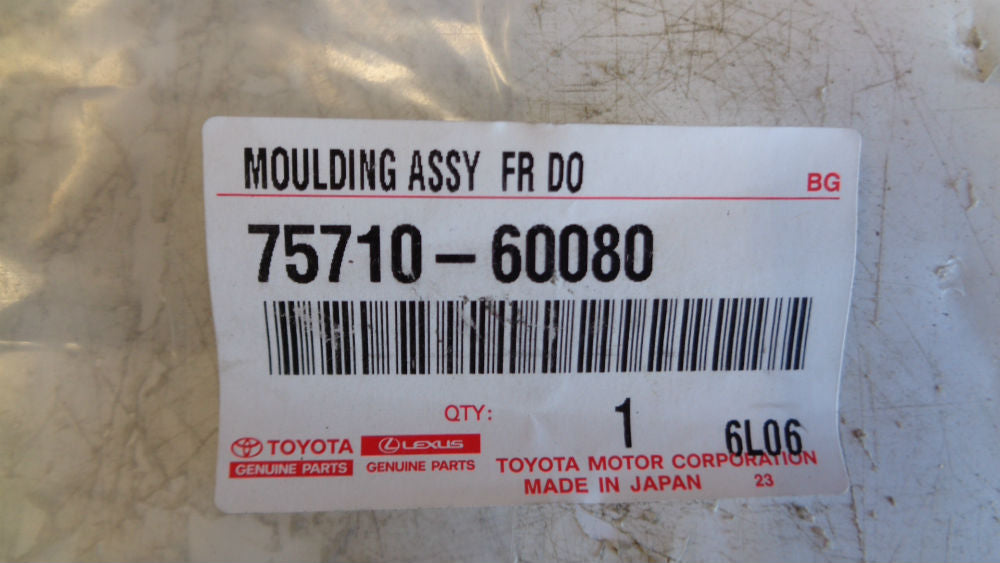 MOULDING ASSY FR DO
BG
75710-60080
QTY: 1
6L06
TOYOTA LEXUS
GENUINE PARTS GENUINE PARTS
TOYOTA MOTOR CORPORATION
MADE IN JAPAN 23